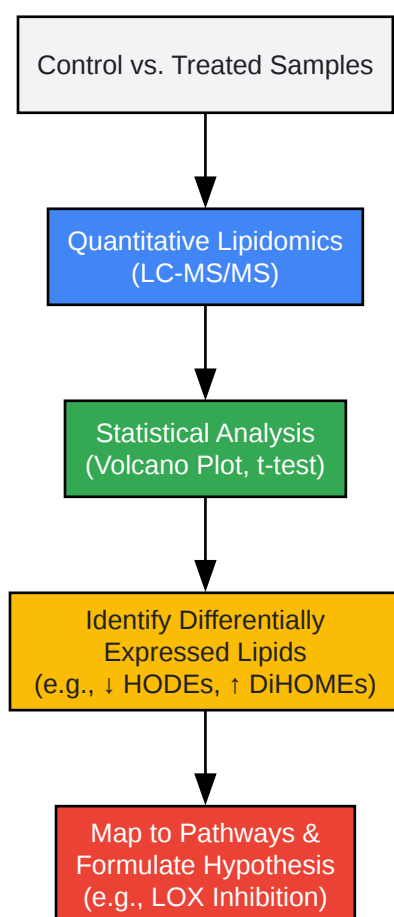 Control vs. Treated Samples
Quantitative Lipidomics
(LC-MS/MS)
Statistical Analysis
(Volcano Plot, t-test)
Identify Differentially
Expressed Lipids
(e.g., ↓ HODEs, ↑ DiHOMEs)
Map to Pathways &
Formulate Hypothesis
(e.g., LOX Inhibition)